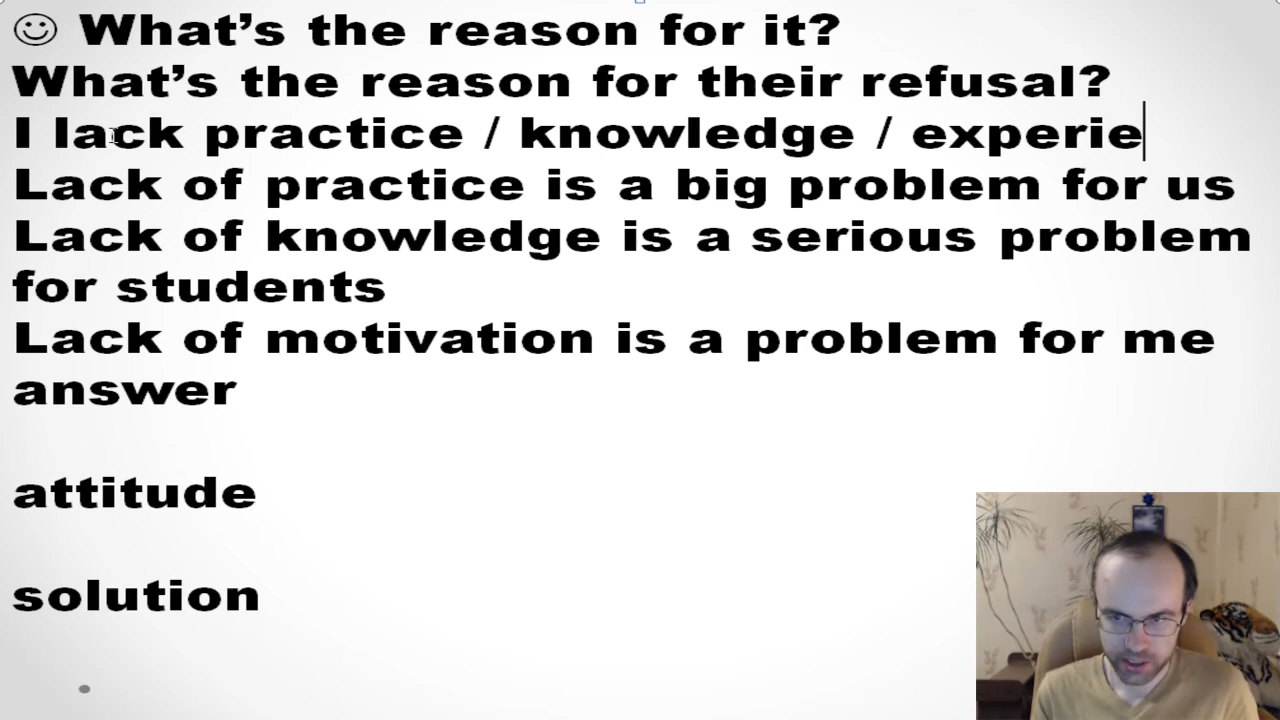 ☺ What's the reason for it?
What's the reason for their refusal?
I lack practice / knowledge / experie
Lack of practice is a big problem for us
Lack of knowledge is a serious problem
for students
Lack of motivation is a problem for me
answer
attitude
solution